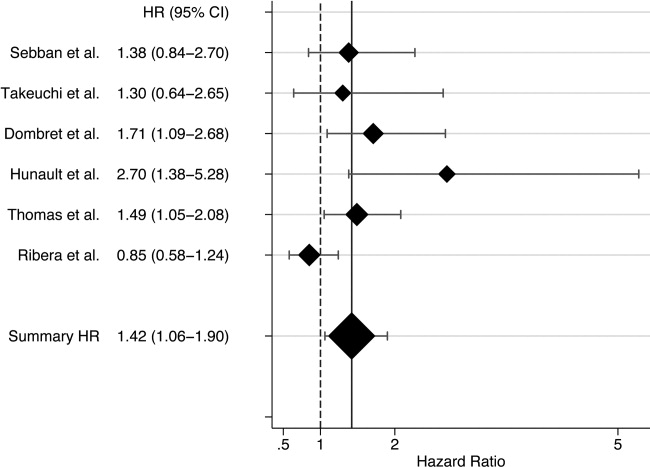 HR (95% CI)
Sebban et al. 1.38 (0.84–2.70)
Takeuchi et al. 1.30 (0.64–2.65)
Dombret et al. 1.71 (1.09–2.68)
Hunault et al. 2.70 (1.38–5.28)
Thomas et al. 1.49 (1.05–2.08)
Ribera et al. 0.85 (0.58–1.24)
Summary HR 1.42 (1.06–1.90)
.5 1 2 5
Hazard Ratio